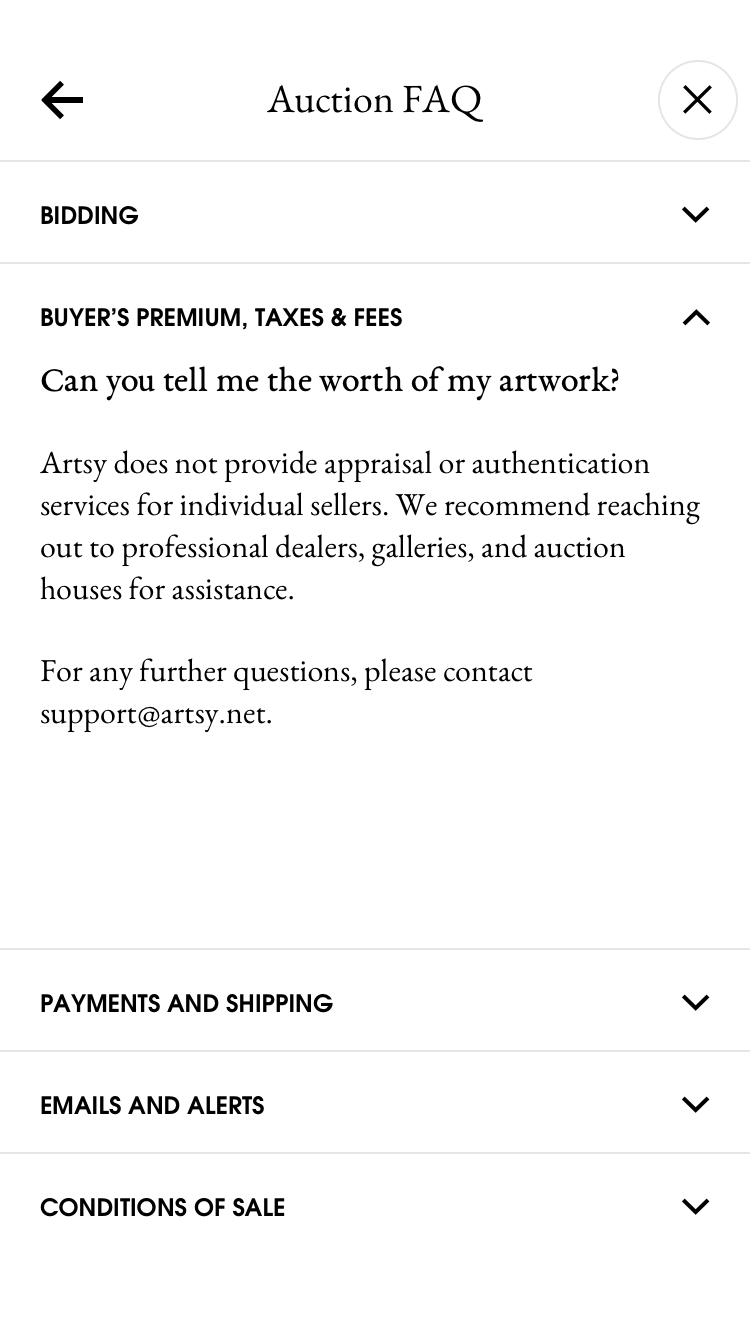 Auction FAQ
BIDDING
BUYER’S PREMIUM, TAXES & FEES
Can you tell me the worth of my artwork?
Artsy does not provide appraisal or authentication
services for individual sellers. We recommend reaching
out to professional dealers, galleries, and auction
houses for assistance.
For any further questions, please contact
support@artsy.net.
PAYMENTS AND SHIPPING
EMAILS AND ALERTS
CONDITIONS OF SALE